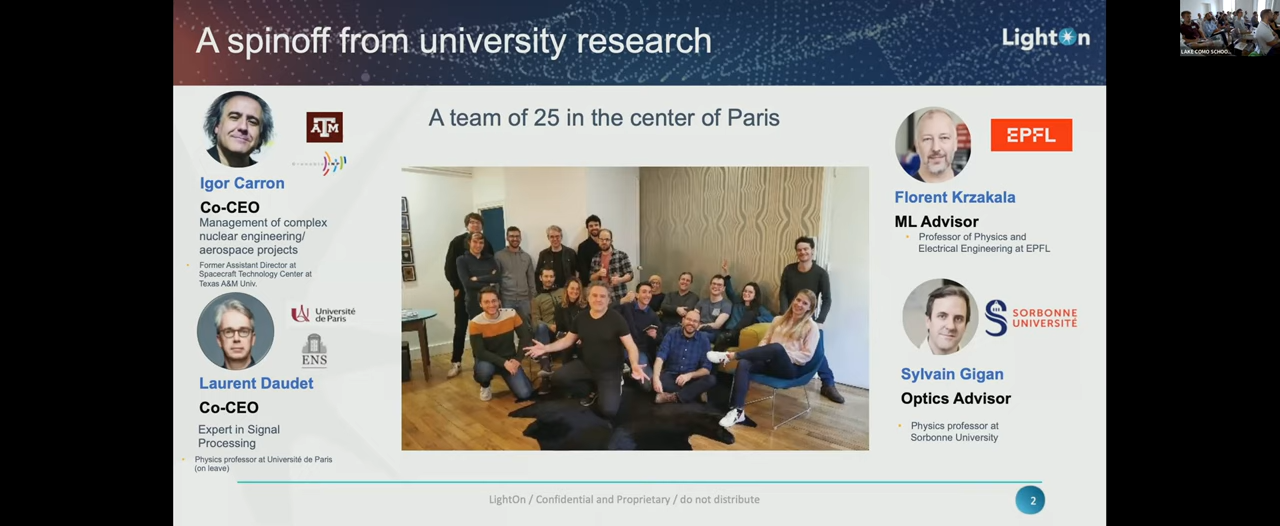 A spinoff from university research
LightOn
A team of 25 in the center of Paris
ATM
Igor Carron
Co-CEO
Management of complex
nuclear engineering/
aerospace projects
Former Assistant Director at
Spacecraft Technology Center at
Texas A&M Univ.
Université
de Paris
ENS
Laurent Daudet
Co-CEO
Expert in Signal
Processing
Physics professor at Université de Paris
(on leave)
EPFL
Florent Krzakala
ML Advisor
Professor of Physics and
Electrical Engineering at EPFL
SORBONNE
UNIVERSITÉ
Sylvain Gigan
Optics Advisor
Physics professor at
Sorbonne University
LightOn / Confidential and Proprietary / do not distribute
2
LAKE COMO SCHOO...